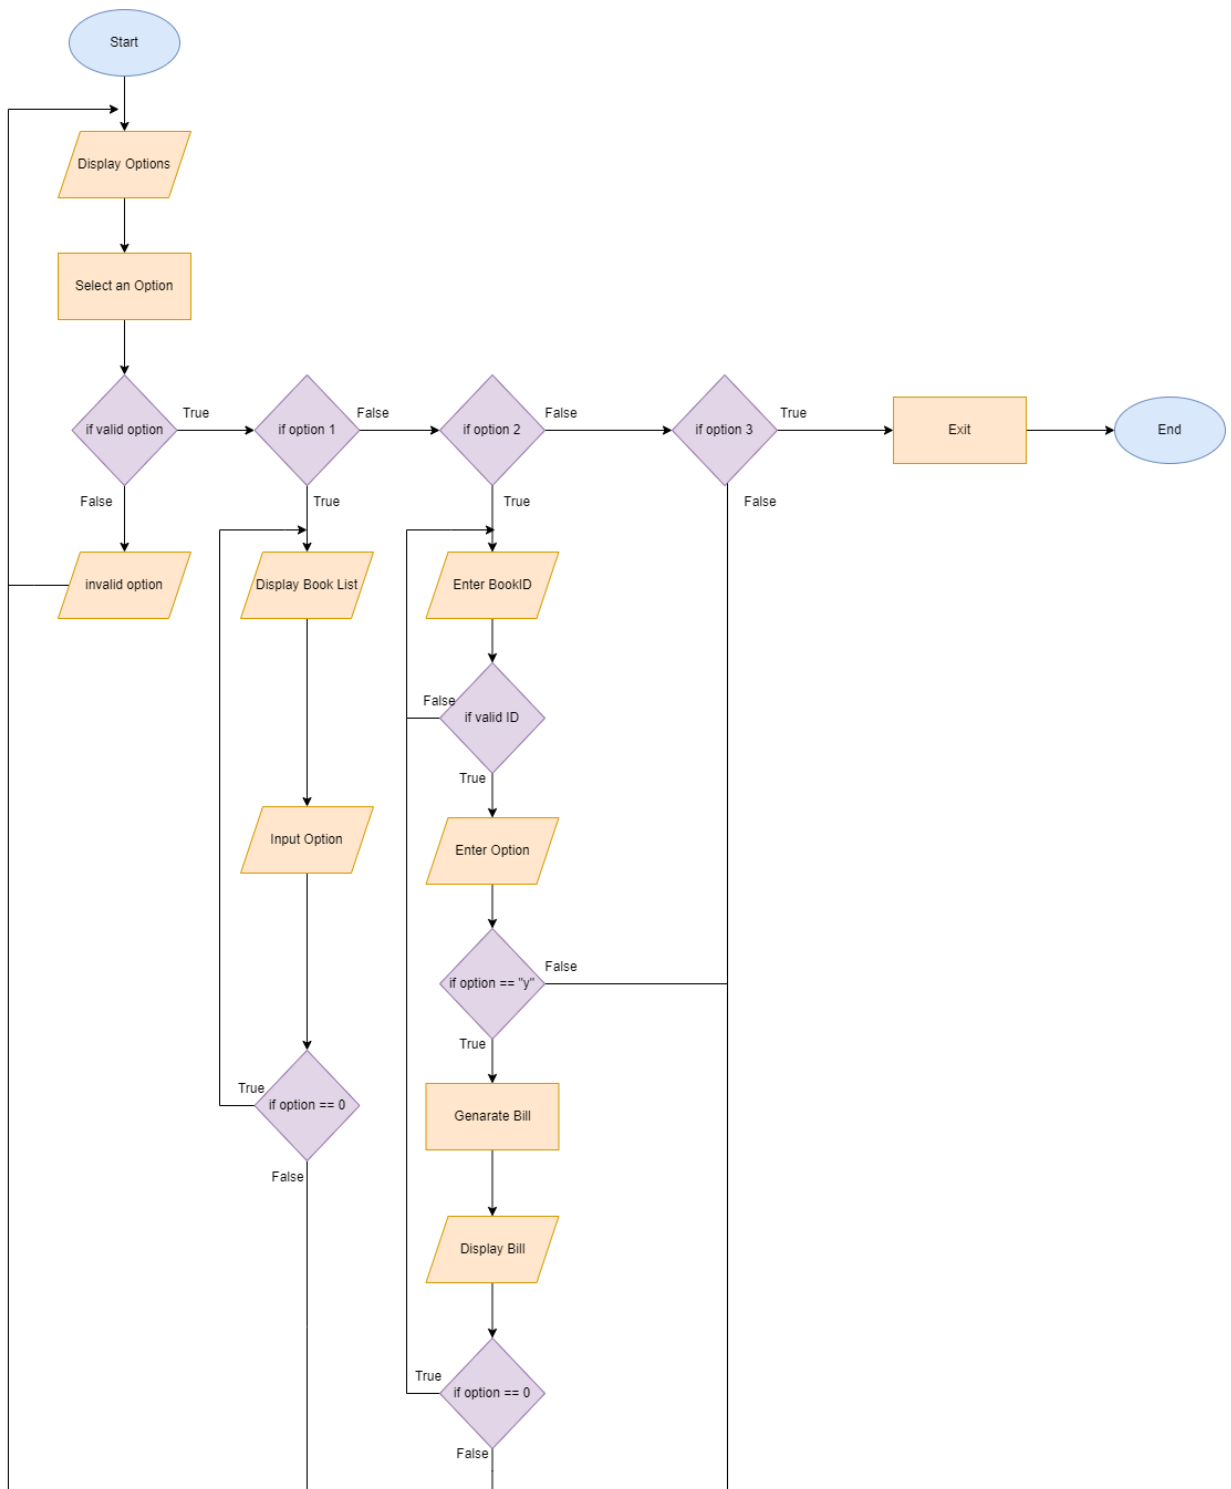 Start
Display Options
Select an Option
if valid option
True
if option 1
False
if option 2
False
if option 3
True
Exit
End
False
True
True
False
invalid option
Display Book List
Enter BookID
False
if valid ID
True
Input Option
Enter Option
if option == "y"
False
True
True
if option == 0
Genarate Bill
False
Display Bill
True
if option == 0
False